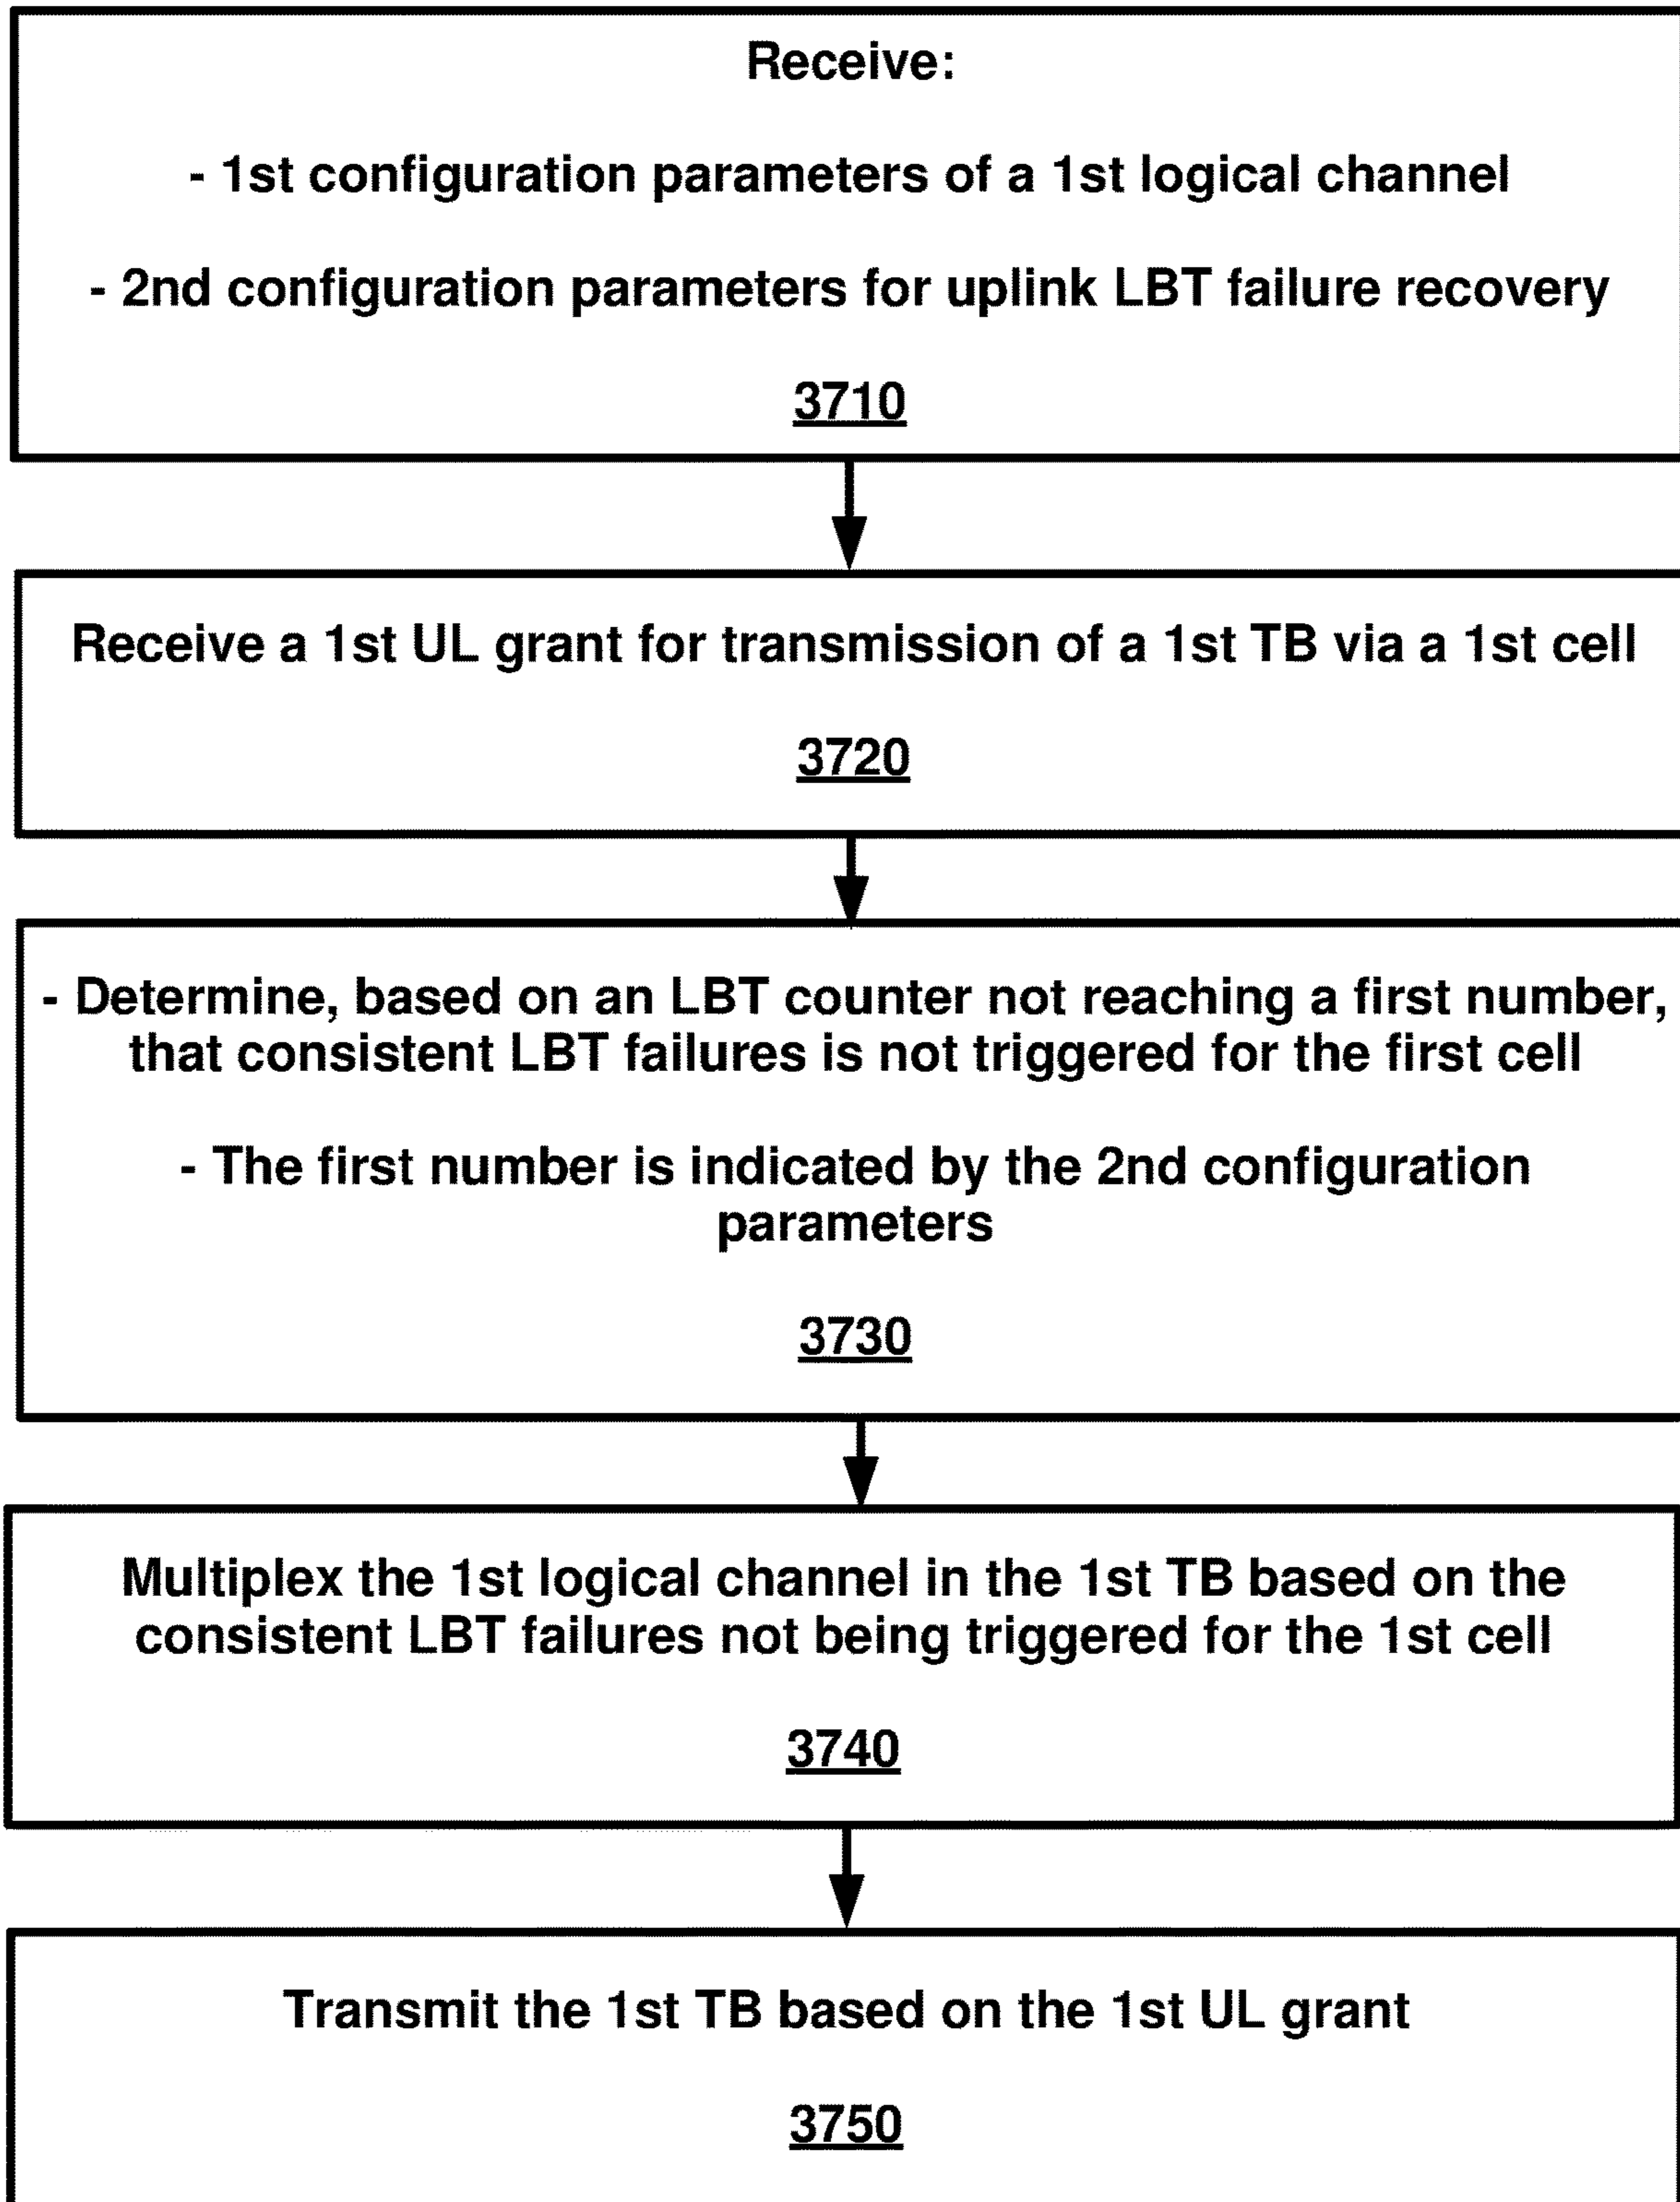 Receive:
- 1st configuration parameters of a 1st logical channel
- 2nd configuration parameters for uplink LBT failure recovery
3710
Receive a 1st UL grant for transmission of a 1st TB via a 1st cell
3720
- Determine, based on an LBT counter not reaching a first number,
that consistent LBT failures is not triggered for the first cell
- The first number is indicated by the 2nd configuration
parameters
3730
Multiplex the 1st logical channel in the 1st TB based on the
consistent LBT failures not being triggered for the 1st cell
3740
Transmit the 1st TB based on the 1st UL grant
3750